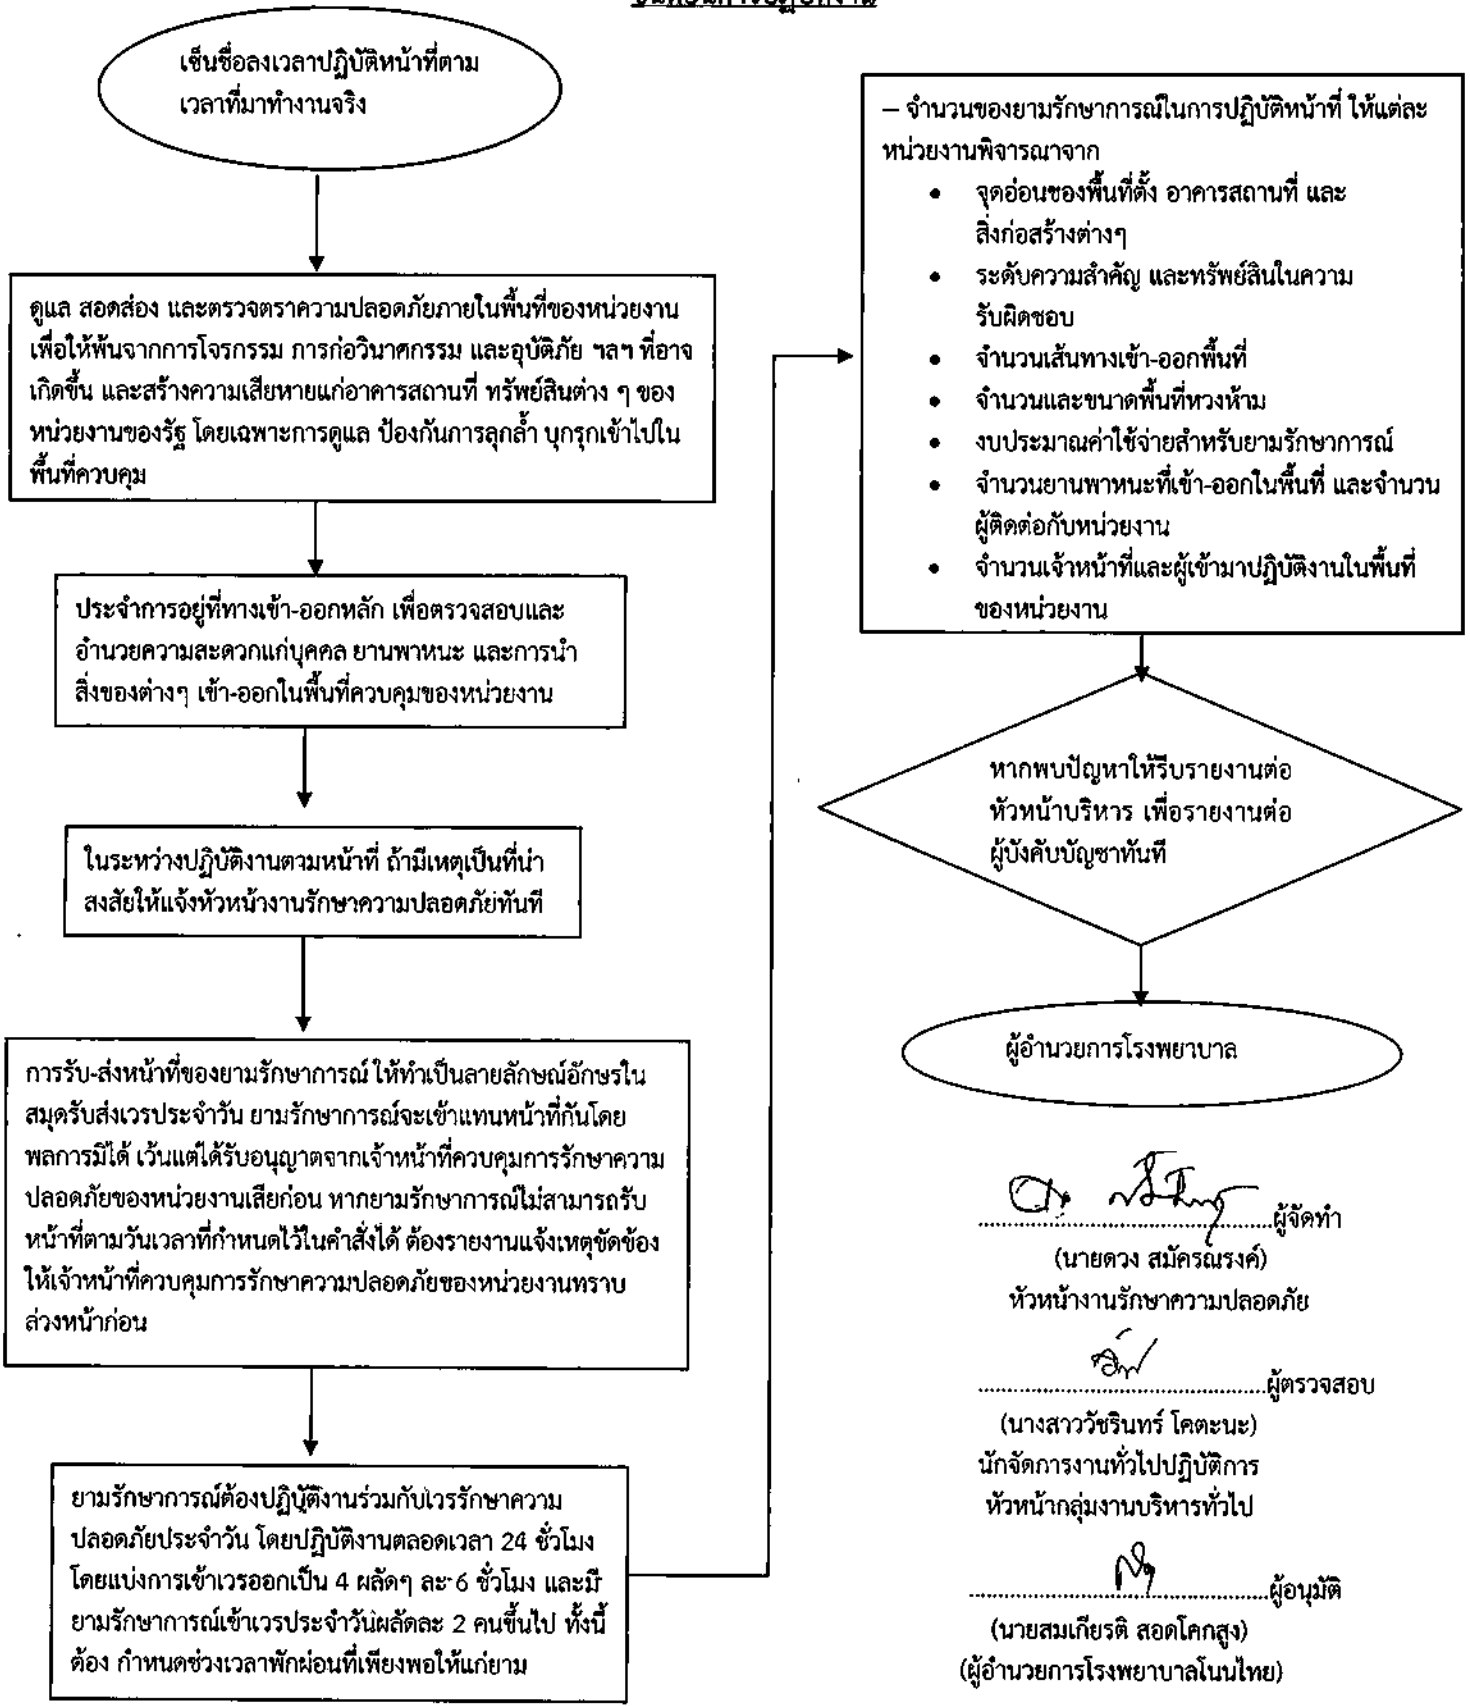 เซ็นชื่อลงเวลาปฏิบัติหน้าที่ตาม
เวลาที่มาทำงานจริง
ดูแล สอดส่อง และตรวจตราความปลอดภัยภายในพื้นที่ของหน่วยงาน
เพื่อให้พ้นจากการโจรกรรม การก่อวินาศกรรม และอุบัติภัย ฯลฯ ที่อาจ
เกิดขึ้น และสร้างความเสียหายแก่อาคารสถานที่ ทรัพย์สินต่าง ๆ ของ
หน่วยงานของรัฐ โดยเฉพาะการดูแล ป้องกันการลุกล้ำ บุกรุกเข้าไปใน
พื้นที่ควบคุม
ประจำการอยู่ที่ทางเข้า-ออกหลัก เพื่อตรวจสอบและ
อำนวยความสะดวกแก่บุคคล ยานพาหนะ และการนำ
สิ่งของต่างๆ เข้า-ออกในพื้นที่ควบคุมของหน่วยงาน
ในระหว่างปฏิบัติงานตวมหน้าที่ ถ้ามีเหตุเป็นที่น่า
สงสัยให้แจ้งหัวหน้างานรักษาความปลอดภัยทันที
การรับ-ส่งหน้าที่ของยามรักษาการณ์ ให้ทำเป็นลายลักษณ์อักษรใน
สมุดรับส่งเวรประจำวัน ยามรักษาการณ์จะเข้าแทนหน้าที่กันโดย
พลการมิได้ เว้นแต่ได้รับอนุญาตจากเจ้าหน้าที่ควบคุมการรักษาความ
ปลอดภัยของหน่วยงานเสียก่อน หากยามรักษาการณ์ไม่สามารถรับ
หน้าที่ตามวันเวลาที่กำหนดไว้ในคำสั่งได้ ต้องรายงานแจ้งเหตุขัดข้อง
ให้เจ้าหน้าที่ควบคุมการรักษาความปลอดภัยของหน่วยงานทราบ
ล่วงหน้าก่อน
ยามรักษาการณ์ต้องปฏิบัติงานร่วมกับเวรรักษาความ
ปลอดภัยประจำวัน โดยปฏิบัติงานตลอดเวลา 24 ชั่วโมง
โดยแบ่งการเข้าเวรออกเป็น 4 ผลัดๆ ละ 6 ชั่วโมง และมี
ยามรักษาการณ์เข้าเวรประจำวันผลัดละ 2 คนขึ้นไป ทั้งนี้
ต้อง กำหนดช่วงเวลาพักผ่อนที่เพียงพอให้แก่ยาม
– จำนวนของยามรักษาการณ์ในการปฏิบัติหน้าที่ ให้แต่ละ
หน่วยงานพิจารณาจาก
• จุดอ่อนของพื้นที่ตั้ง อาคารสถานที่ และ
สิ่งก่อสร้างต่างๆ
• ระดับความสำคัญ และทรัพย์สินในความ
รับผิดชอบ
• จำนวนเส้นทางเข้า-ออกพื้นที่
• จำนวนและขนาดพื้นที่หวงห้าม
• งบประมาณค่าใช้จ่ายสำหรับยามรักษาการณ์
• จำนวนยานพาหนะที่เข้า-ออกในพื้นที่ และจำนวน
ผู้ติดต่อกับหน่วยงาน
• จำนวนเจ้าหน้าที่และผู้เข้ามาปฏิบัติงานในพื้นที่
ของหน่วยงาน
หากพบปัญหาให้รีบรายงานต่อ
หัวหน้าบริหาร เพื่อรายงานต่อ
ผู้บังคับบัญชาทันที
ผู้อำนวยการโรงพยาบาล
ผู้จัดทำ
(นายดวง สมัครณรงค์)
หัวหน้างานรักษาความปลอดภัย
ผู้ตรวจสอบ
(นางสาววัชรินทร์ โคตะนะ)
นักจัดการงานทั่วไปปฏิบัติการ
หัวหน้ากลุ่มงานบริหารทั่วไป
ผู้อนุมัติ
(นายสมเกียรติ สอดโคกสูง)
(ผู้อำนวยการโรงพยาบาลโนนไทย)